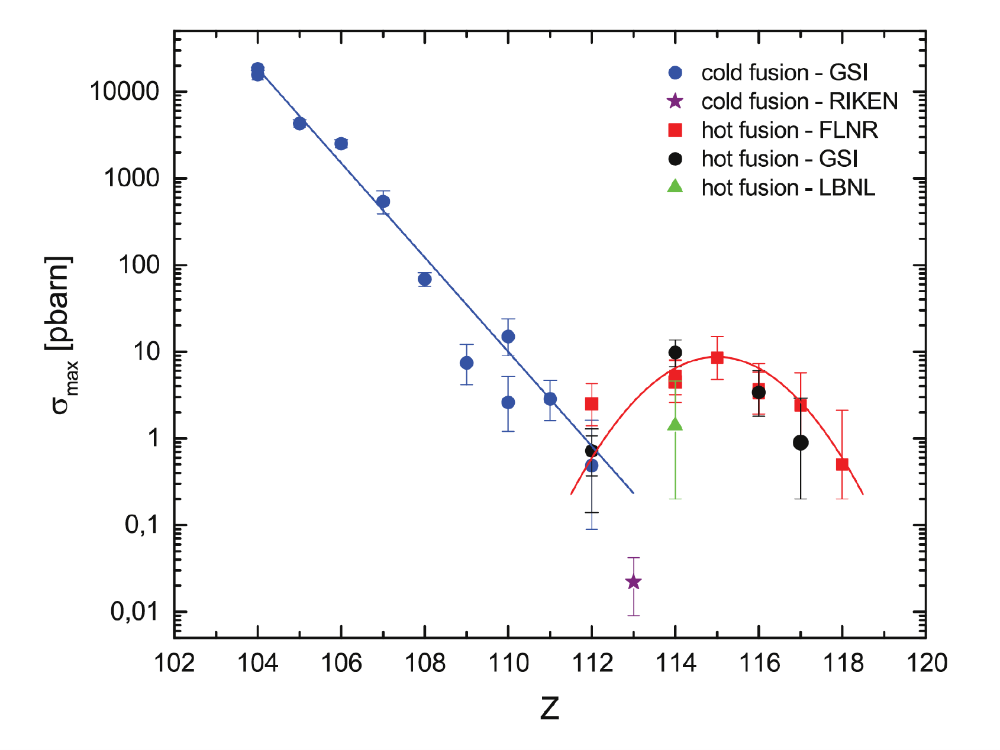 cold fusion - GSI
cold fusion - RIKEN
hot fusion - FLNR
hot fusion - GSI
hot fusion - LBNL
10000
1000
100
10
1
0,1
0,01
σmax [pbarn]
102 104 106 108 110 112 114 116 118 120
Z